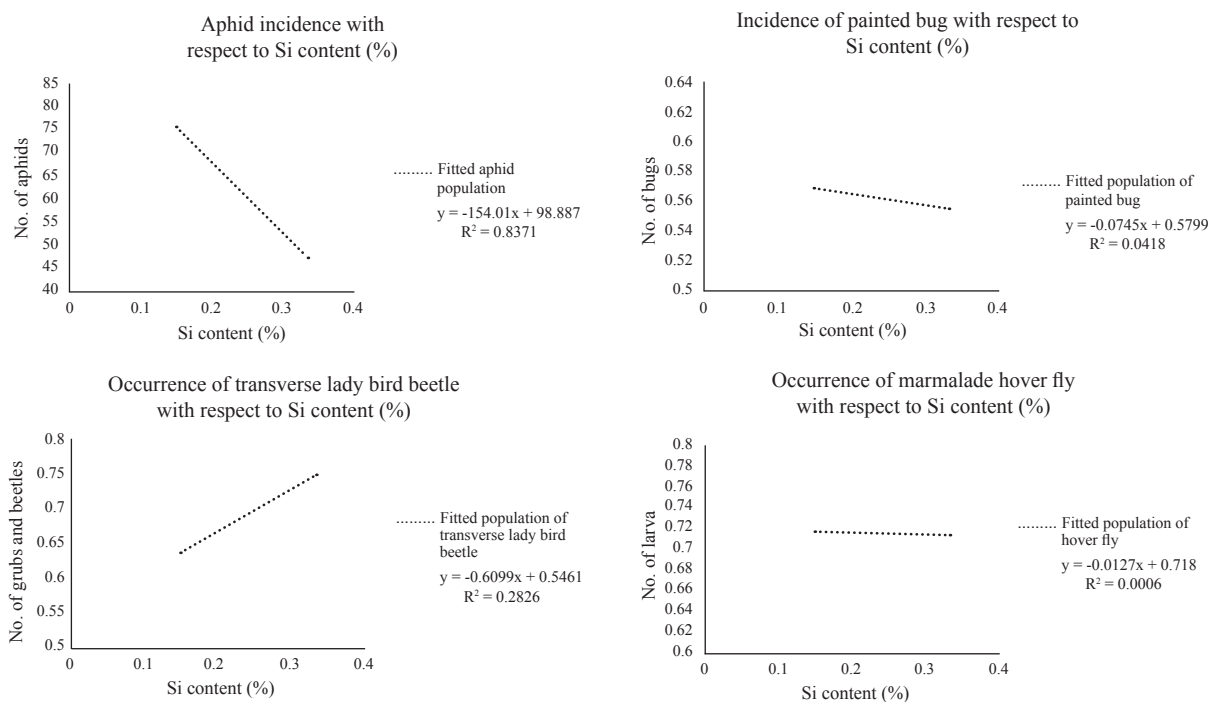 Aphid incidence with
respect to Si content (%)
No. of aphids
85
80
75
70
65
60
55
50
45
40
0 0.1 0.2 0.3 0.4
Si content (%)
......... Fitted aphid
population
y = -154.01x + 98.887
R² = 0.8371
Incidence of painted bug with respect to
Si content (%)
No. of bugs
0.64
0.6
0.58
0.56
0.54
0.52
0.5
0 0.1 0.2 0.3 0.4
Si content (%)
......... Fitted population of
painted bug
y = -0.0745x + 0.5799
R² = 0.0418
Occurrence of transverse lady bird beetle
with respect to Si content (%)
No. of grubs and beetles
0.8
0.75
0.7
0.65
0.6
0.55
0.5
0 0.1 0.2 0.3 0.4
Si content (%)
......... Fitted population of
transverse lady bird
beetle
y = -0.6099x + 0.5461
R² = 0.2826
Occurrence of marmalade hover fly
with respect to Si content (%)
No. of larva
0.8
0.78
0.76
0.74
0.72
0.7
0.68
0.66
0.64
0.62
0.6
0 0.1 0.2 0.3 0.4
Si content (%)
......... Fitted population of
hover fly
y = -0.0127x + 0.718
R² = 0.0006